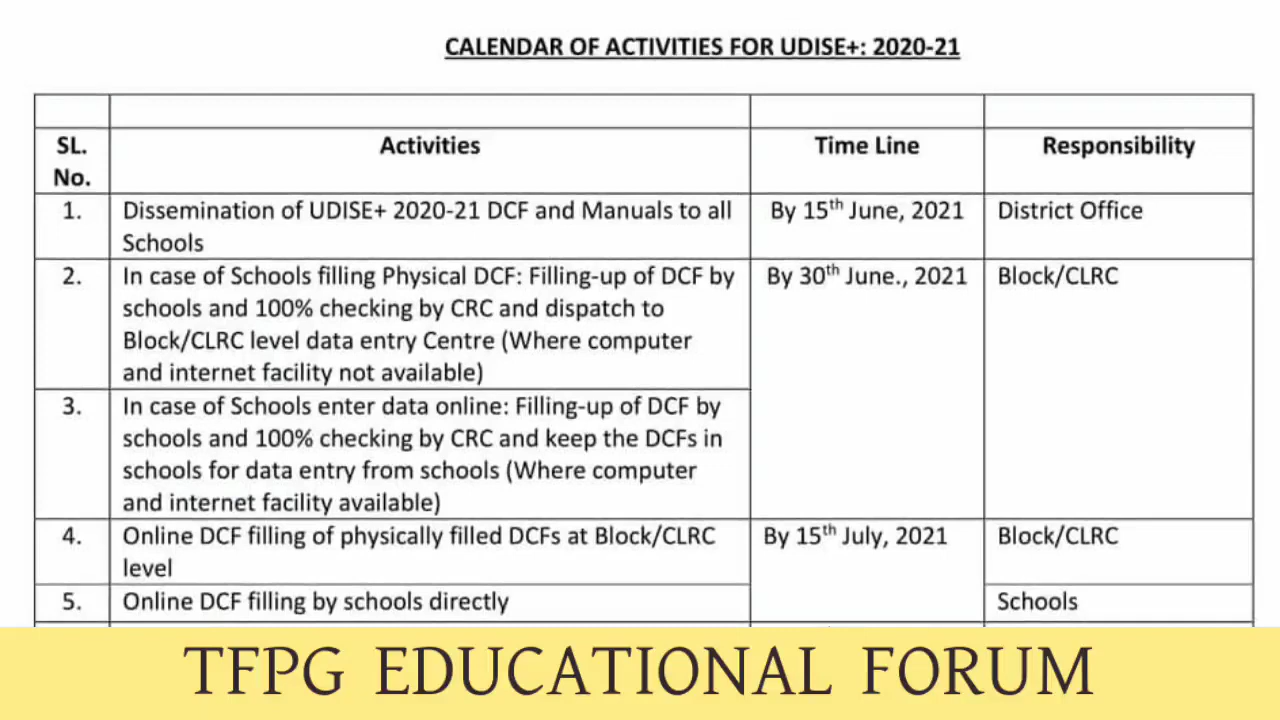 CALENDAR OF ACTIVITIES FOR UDISE+: 2020-21
SL. No. Activities Time Line Responsibility
1. Dissemination of UDISE+ 2020-21 DCF and Manuals to all By 15th June, 2021 District Office
Schools
2. In case of Schools filling Physical DCF: Filling-up of DCF by By 30th June., 2021 Block/CLRC
schools and 100% checking by CRC and dispatch to
Block/CLRC level data entry Centre (Where computer
and internet facility not available)
3. In case of Schools enter data online: Filling-up of DCF by
schools and 100% checking by CRC and keep the DCFs in
schools for data entry from schools (Where computer
and internet facility available)
4. Online DCF filling of physically filled DCFs at Block/CLRC By 15th July, 2021 Block/CLRC
level
5. Online DCF filling by schools directly Schools
TFPG EDUCATIONAL FORUM